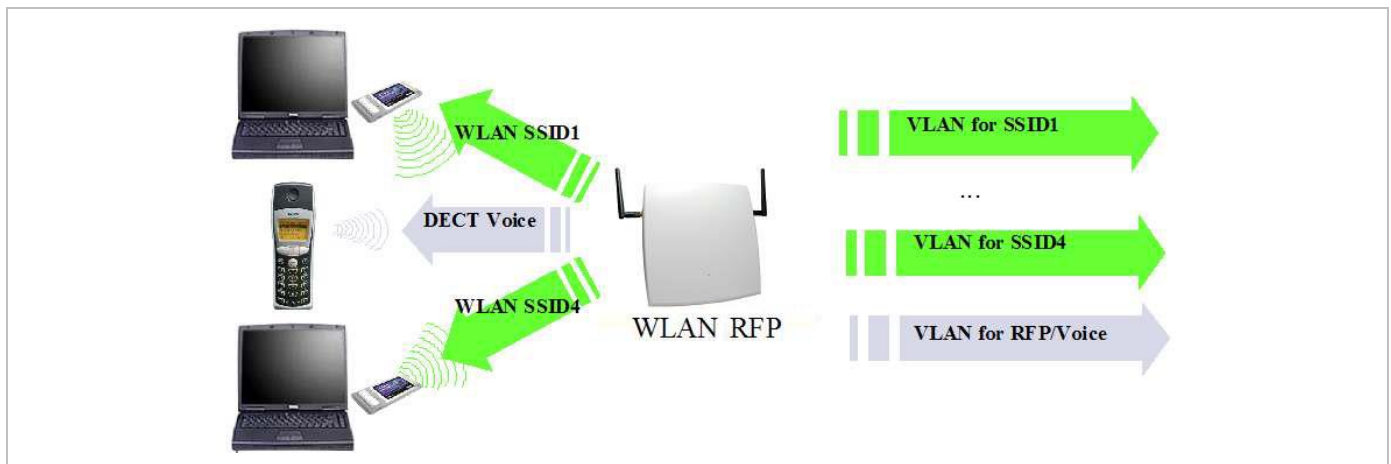 WLAN SSID1
VLAN for SSID1
...
DECT Voice
VLAN for SSID4
WLAN SSID4
WLAN RFP
VLAN for RFP/Voice